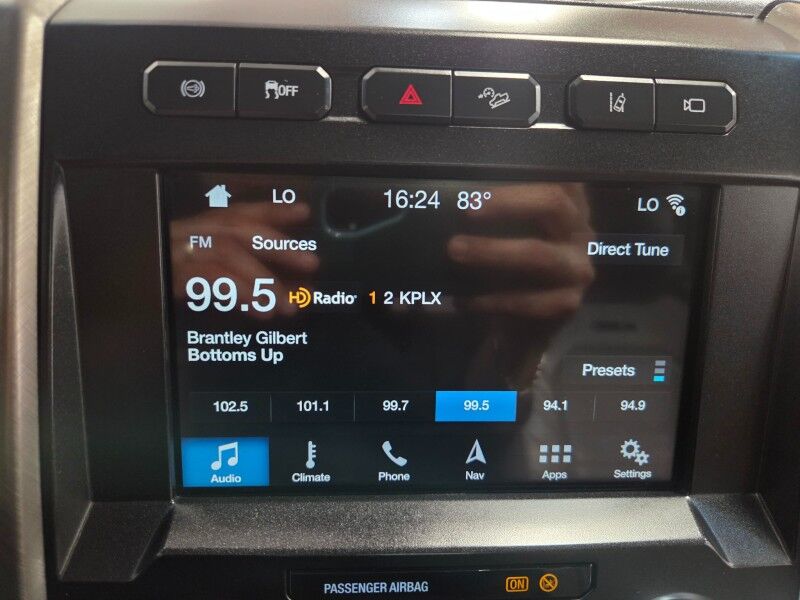 OFF
LO 16:24 83° LO
FM Sources Direct Tune
99.5 HD Radio 1 2 KPLX
Brantley Gilbert
Bottoms Up
Presets
102.5 101.1 99.7 99.5 94.1 94.9
Audio Climate Phone Nav Apps Settings
PASSENGER AIRBAG ON